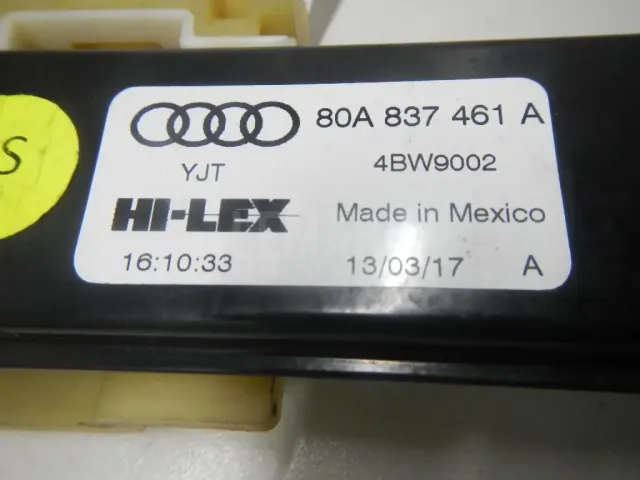 S
80A 837 461 A
YJT 4BW9002
HI-LEX Made in Mexico
16:10:33 13/03/17 A